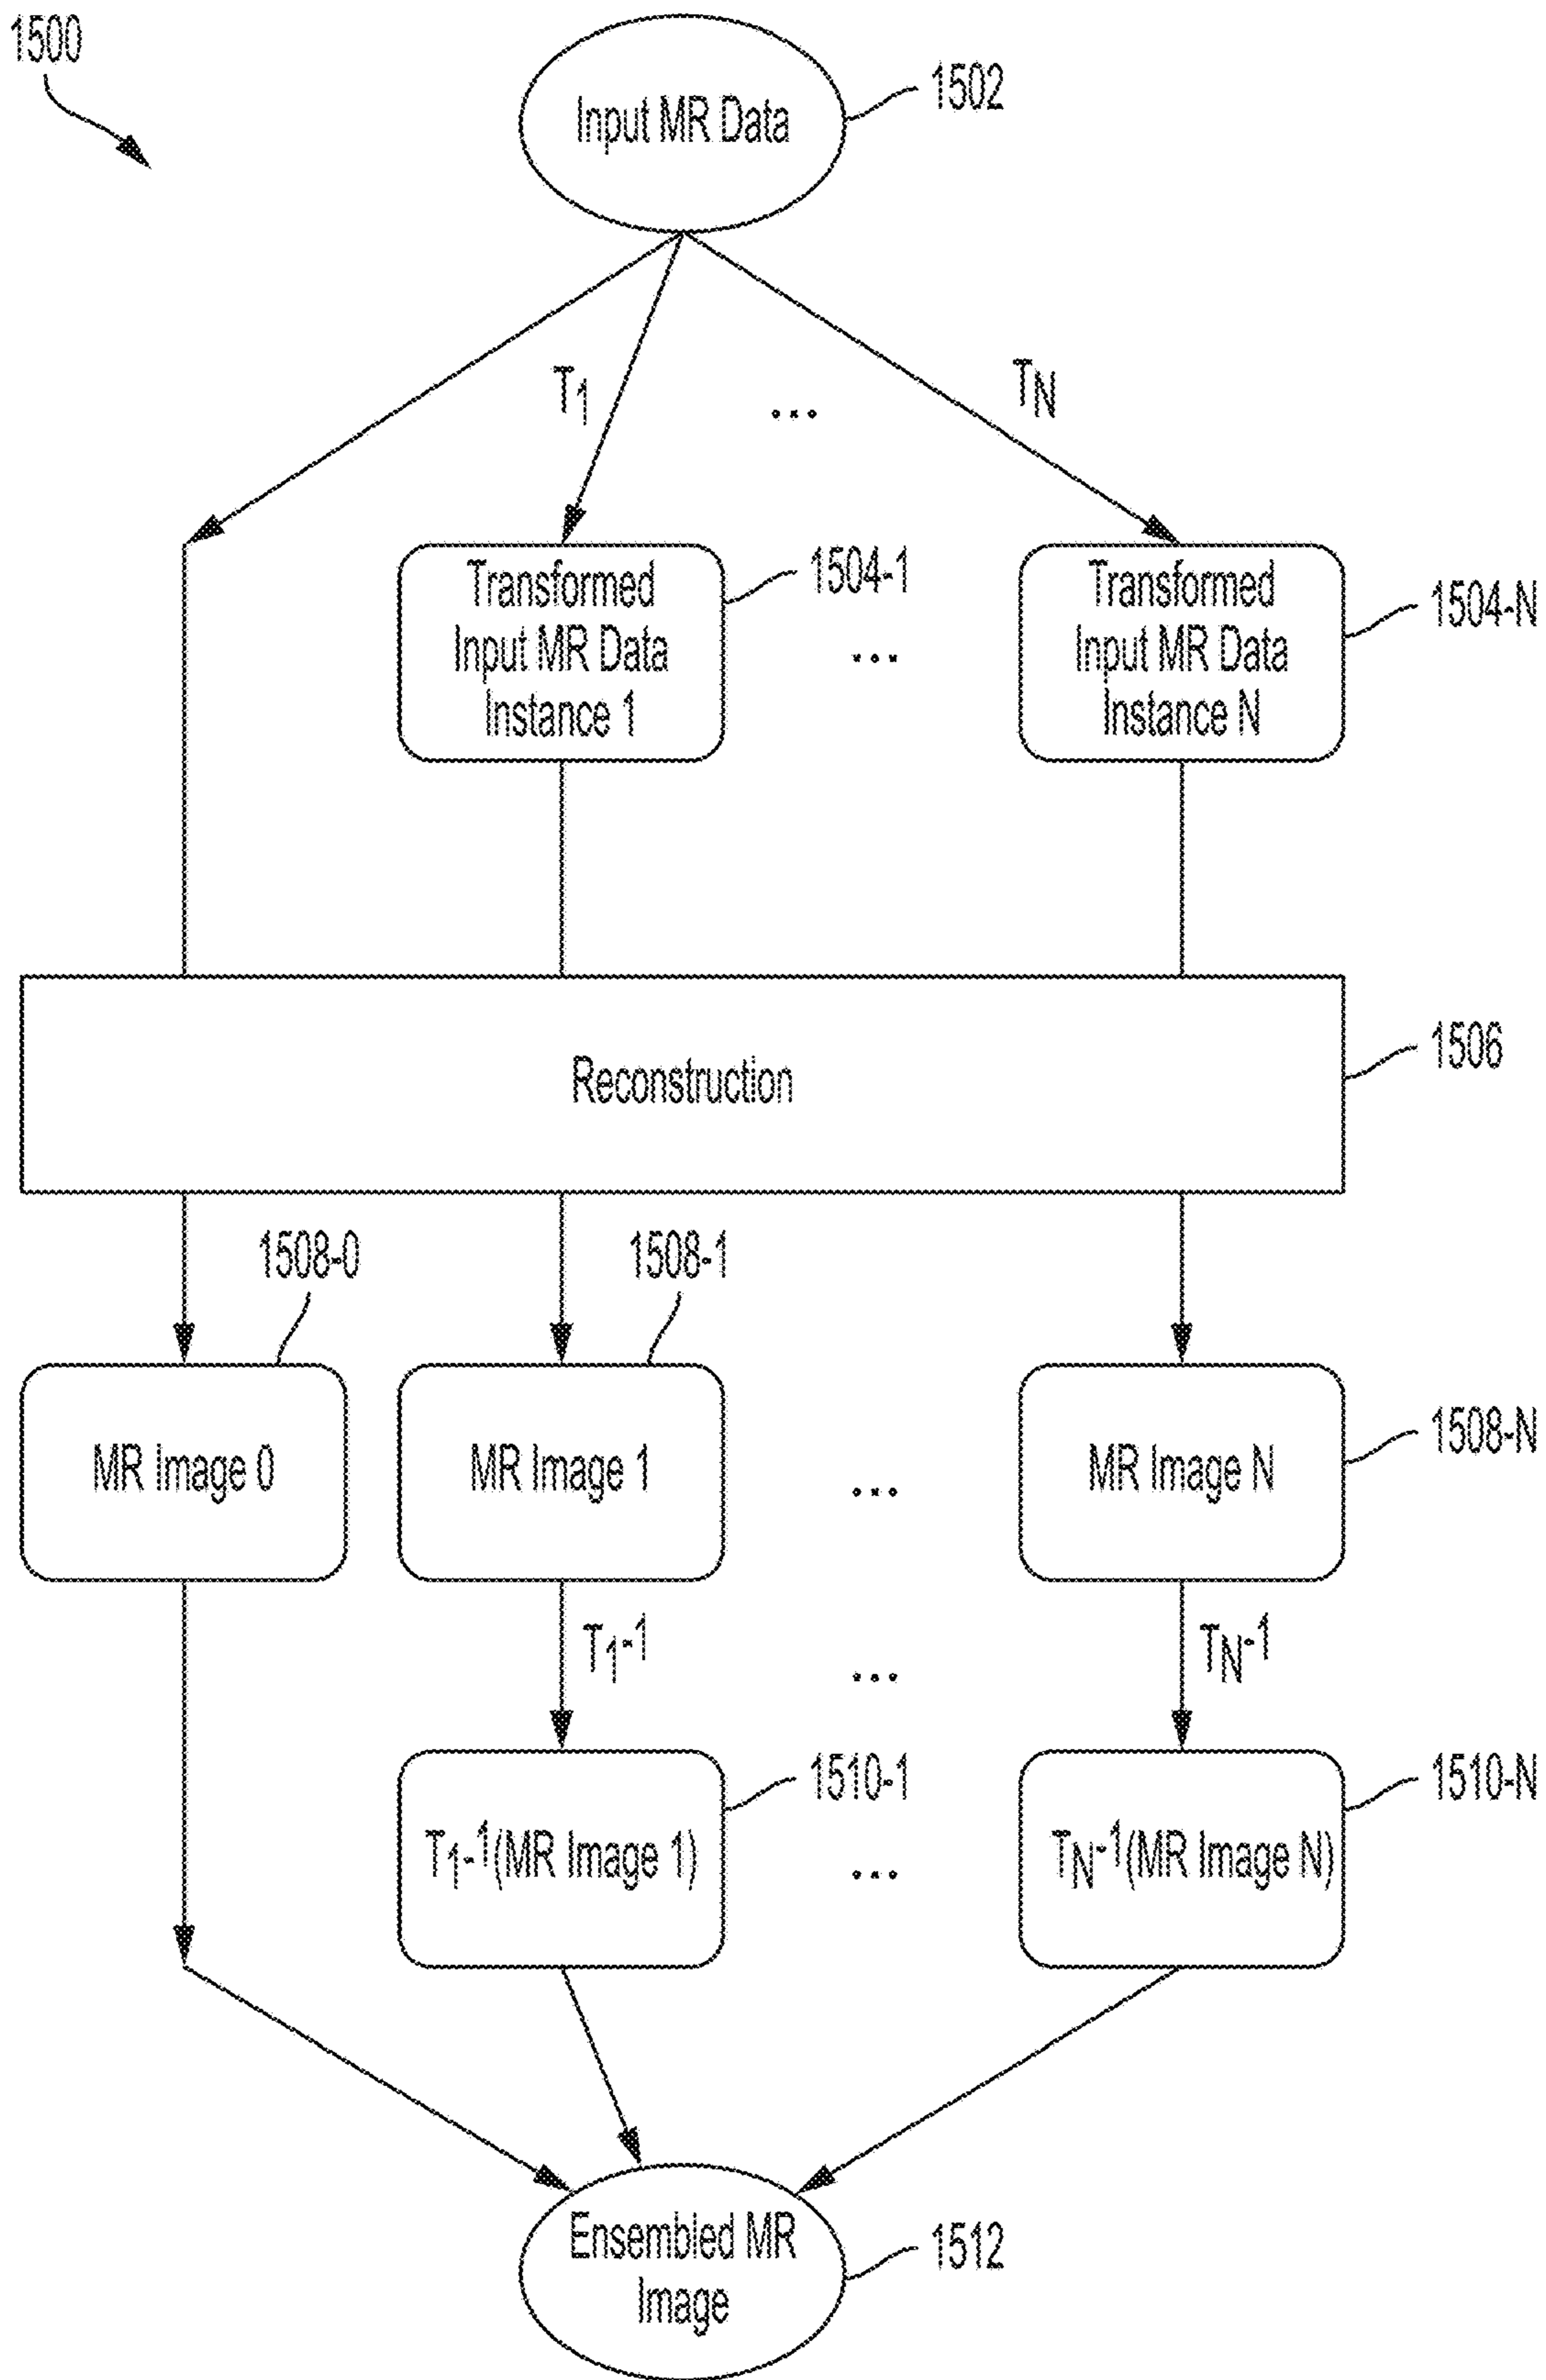 1500
Input MR Data
1502
T1
...
TN
Transformed
Input MR Data
Instance 1
1504-1
...
Transformed
Input MR Data
Instance N
1504-N
Reconstruction
1506
1508-0
1508-1
MR Image 0
MR Image 1
...
MR Image N
1508-N
T1-1
...
TN-1
1510-1
1510-N
T1-1(MR Image 1)
...
TN-1(MR Image N)
Ensembled MR
Image
1512